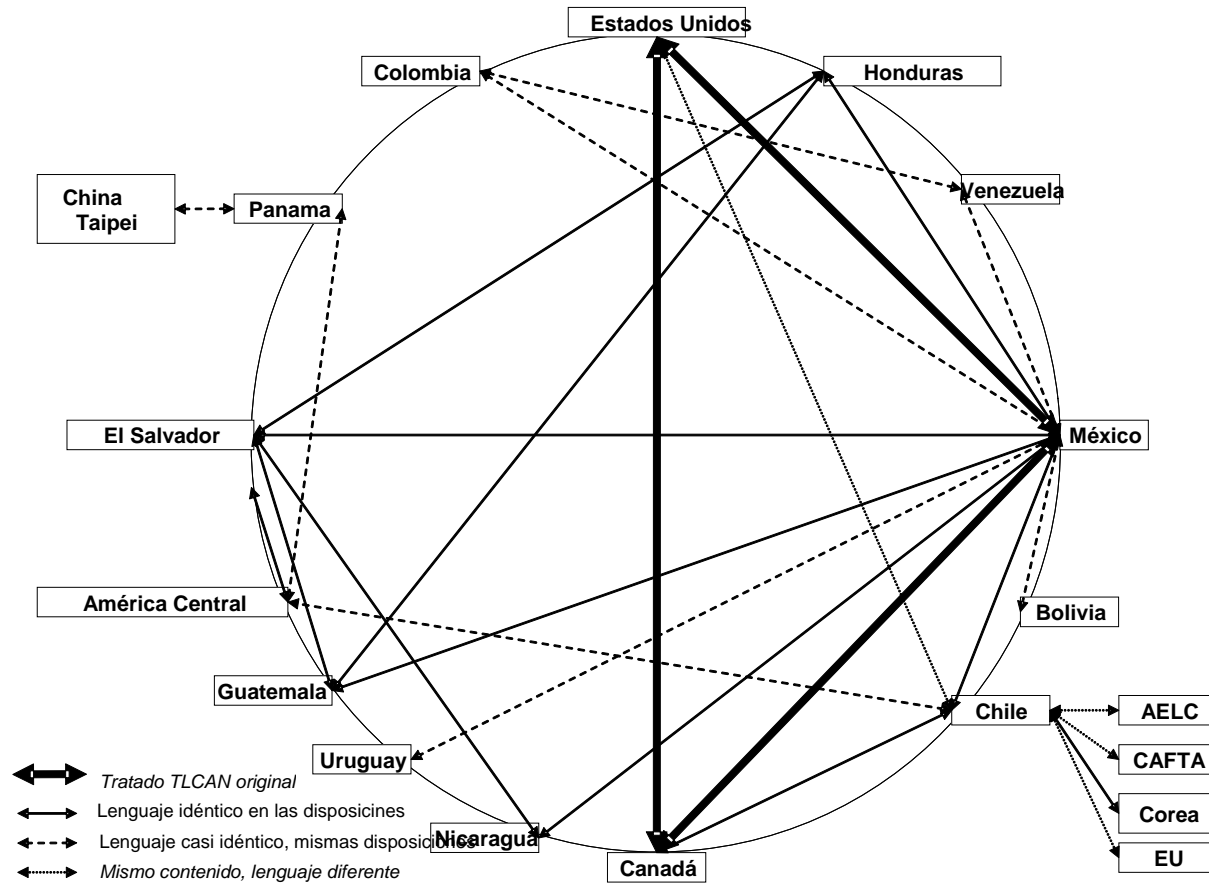 Estados Unidos
Colombia
Honduras
China
Taipei
Panama
Venezuela
El Salvador
México
América Central
Bolivia
Guatemala
Chile
AELC
Uruguay
CAFTA
Tratado TLCAN original
Lenguaje idéntico en las disposicines
Corea
Lenguaje casi idéntico, mismas disposiciones
Nicaragua
EU
Canadá
Mismo contenido, lenguaje diferente